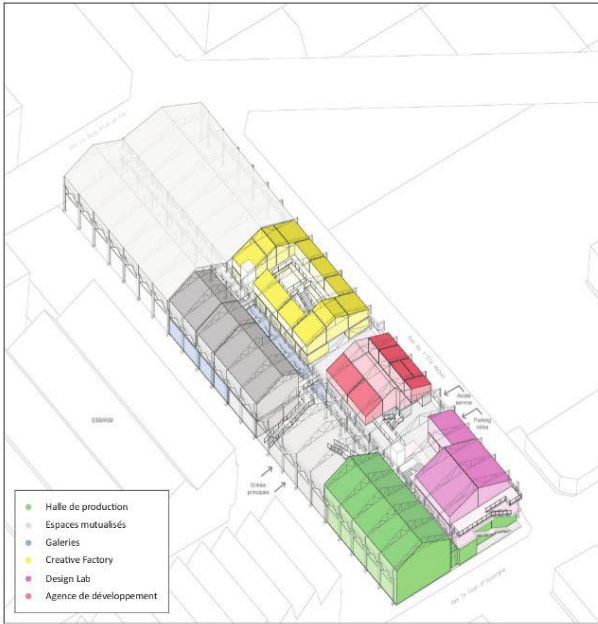 EBBANM
Accès
service
Parking
vélos
Entrée
principale
Halle de production
Espaces mutualisés
Galeries
Creative Factory
Design Lab
Agence de développement